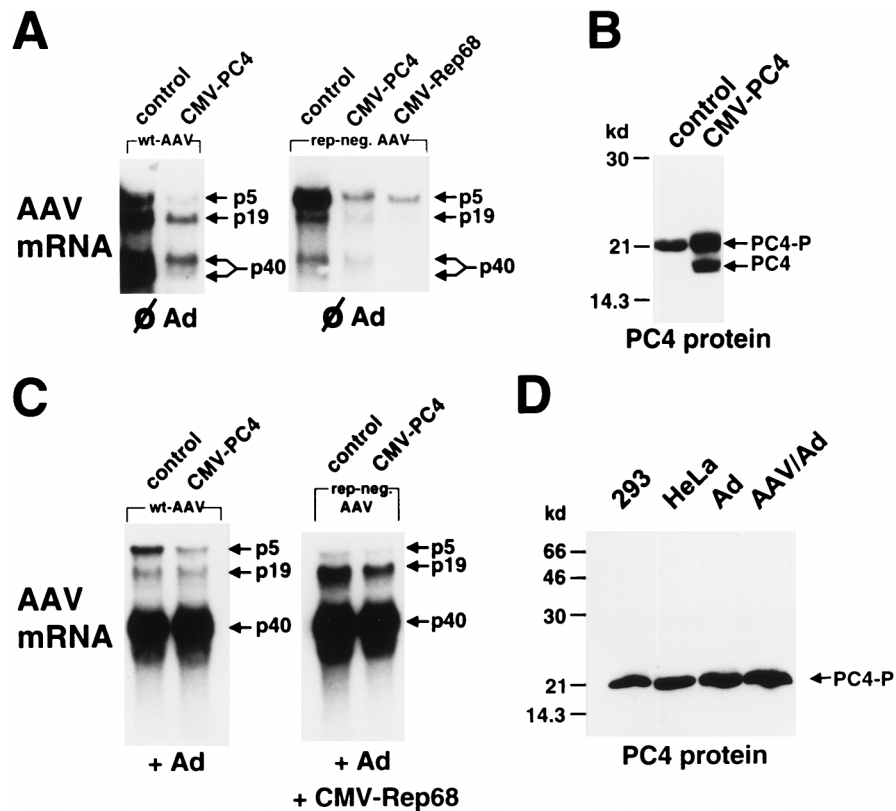 A
control
CMV-PC4
wt-AAV
control
CMV-PC4
CMV-Rep68
rep-neg. AAV
AAV
mRNA
p5
p19
p40
p5
p19
p40
Ø Ad
Ø Ad
B
control
CMV-PC4
kd
30
21
14.3
PC4-P
PC4
PC4 protein
C
control
CMV-PC4
wt-AAV
control
CMV-PC4
rep-neg.
AAV
AAV
mRNA
p5
p19
p40
p5
p19
p40
+ Ad
+ Ad
+ CMV-Rep68
D
293
HeLa
Ad
AAV/Ad
kd
66
46
30
21
14.3
PC4-P
PC4 protein